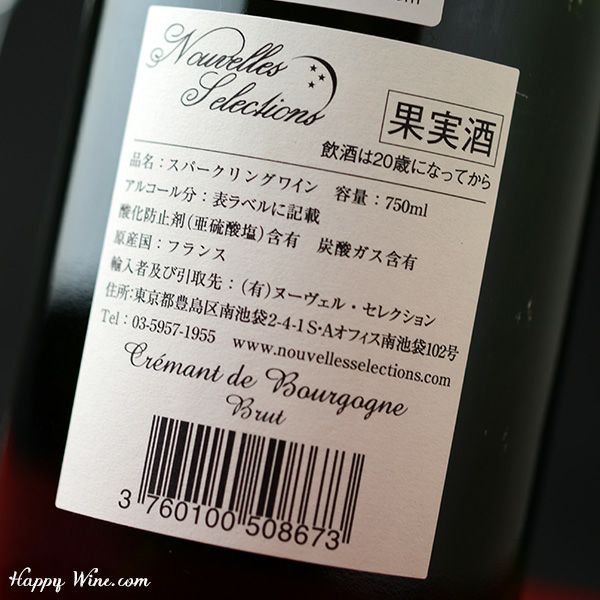 Nouvelles
Selections
果実酒
飲酒は20歳になってから
品名：スパークリングワイン　容量：750ml
アルコール分：表ラベルに記載
酸化防止剤(亜硫酸塩)含有　炭酸ガス含有
原産国：フランス
輸入者及び引取先：(有)ヌーヴェル・セレクション
住所:東京都豊島区南池袋2-4-1 S・Aオフィス南池袋102号
Tel：03-5957-1955　www.nouvellesselections.com
Crémant de Bourgogne
Brut
3 760100 508673
Happy Wine.com